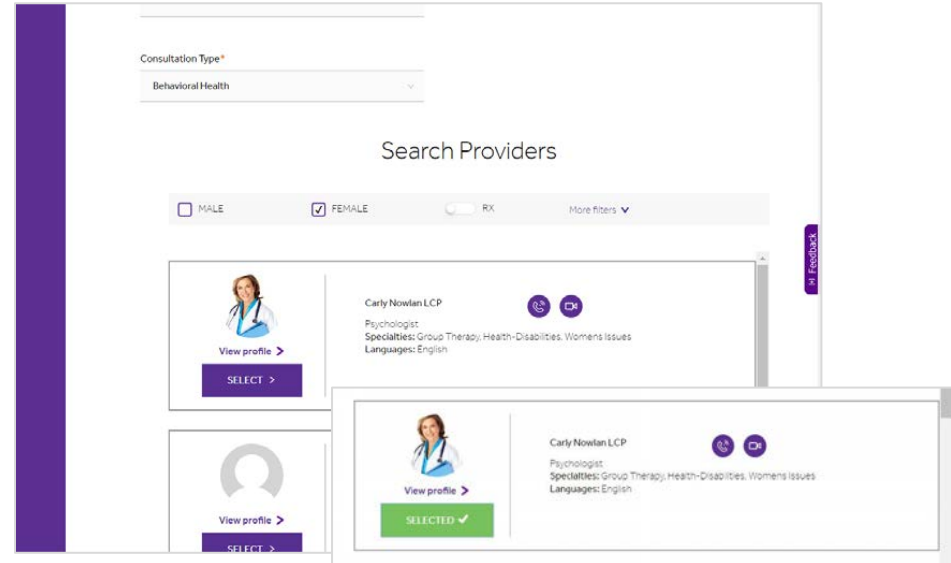 Consultation Type*
Behavioral Health
Search Providers
MALE
FEMALE
RX
More filters
Feedback
Carly Nowlan LCP
Psychologist
Specialties: Group Therapy, Health-Disabilities, Womens Issues
Languages: English
View profile >
SELECT >
Carly Nowlan LCP
Psychologist
Specialties: Group Therapy, Health-Disabilities, Womens Issues
Languages: English
View profile >
SELECTED ✔
View profile >
SELECT >